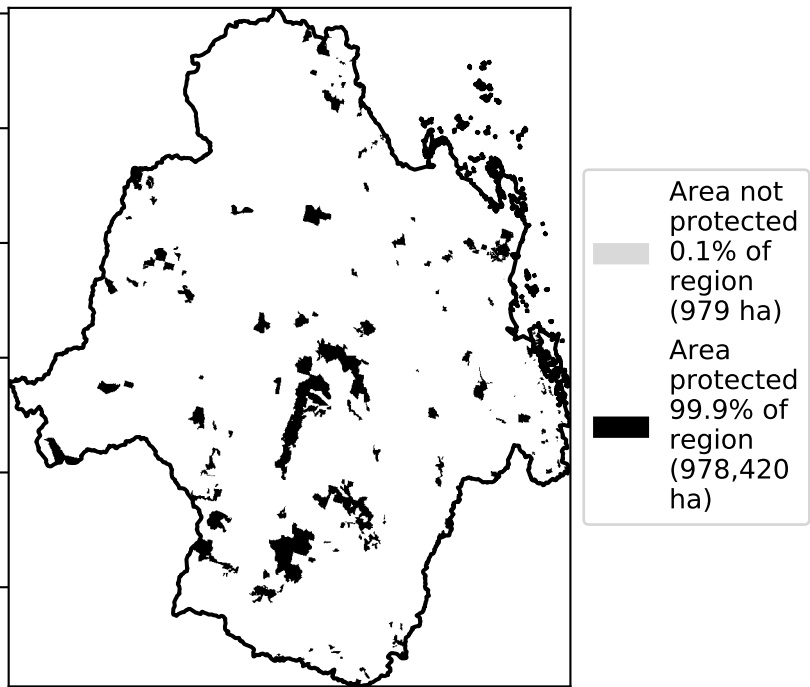 Area not
protected
0.1% of
region
(979 ha)
Area
protected
99.9% of
region
(978,420
ha)